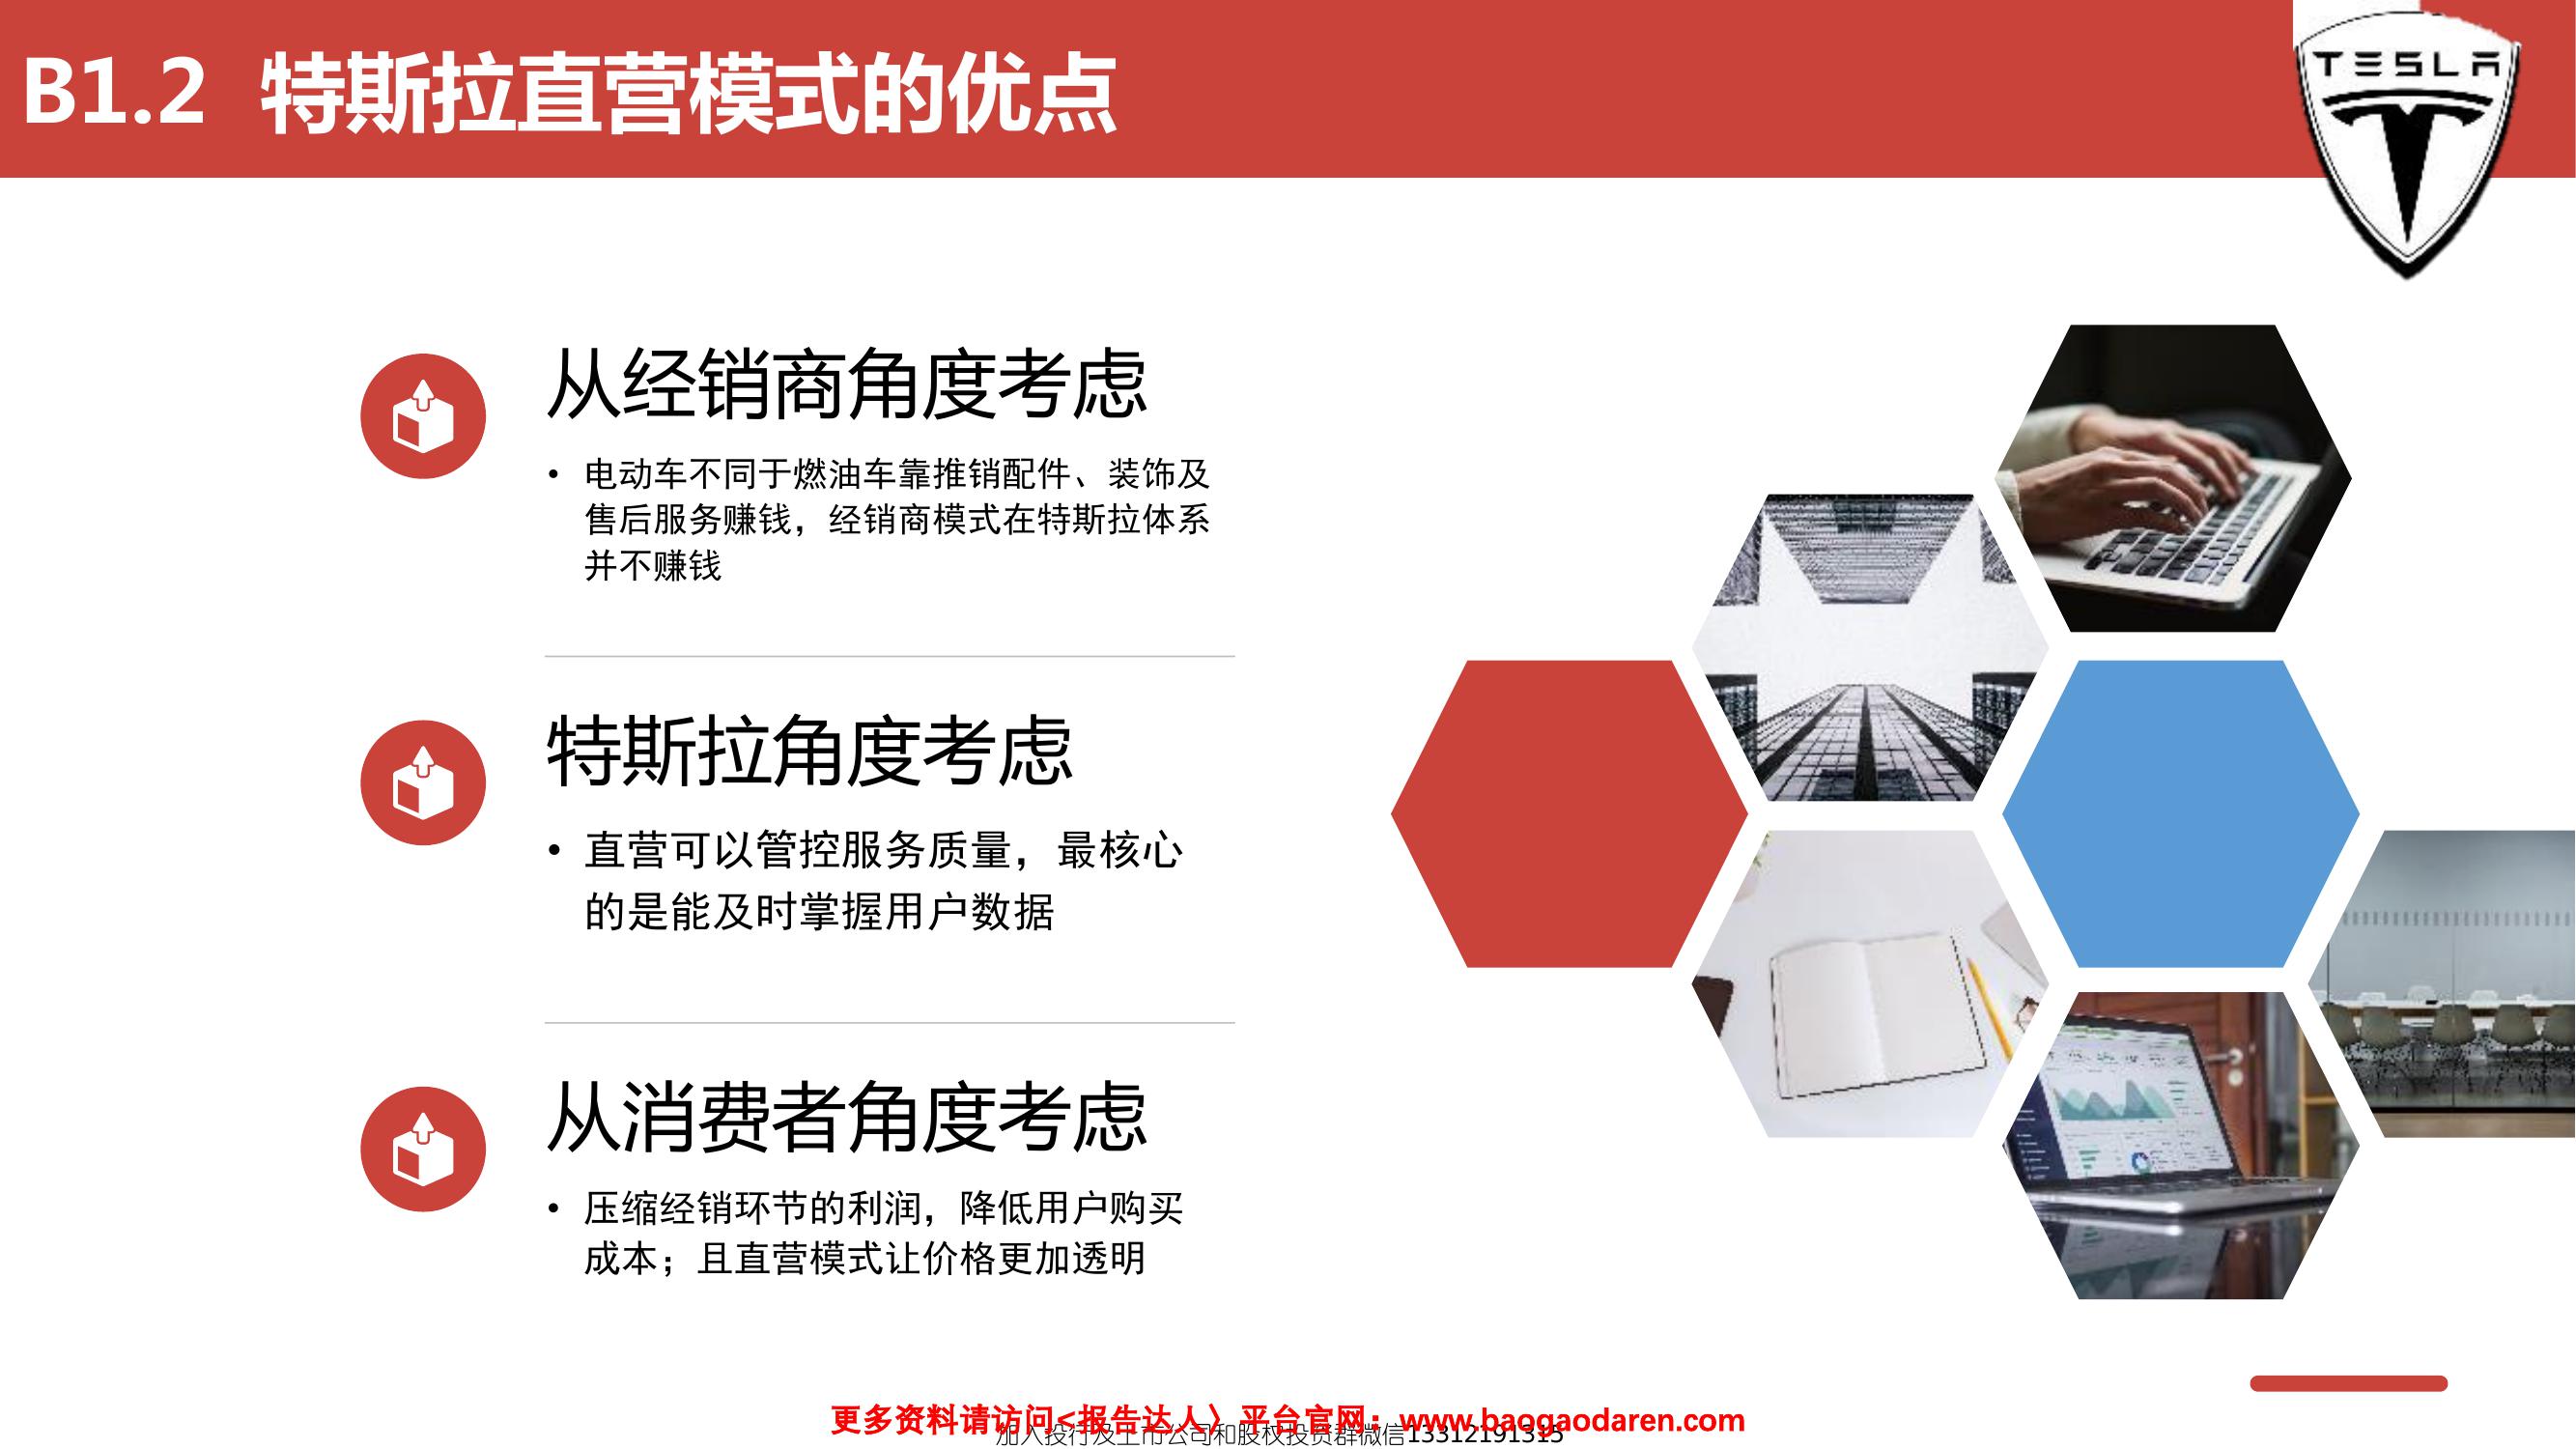 B1.2 特斯拉直营模式的优点
TESLA
从经销商角度考虑
• 电动车不同于燃油车靠推销配件、装饰及
售后服务赚钱，经销商模式在特斯拉体系
并不赚钱
特斯拉角度考虑
• 直营可以管控服务质量，最核心
的是能及时掌握用户数据
从消费者角度考虑
• 压缩经销环节的利润，降低用户购买
成本；且直营模式让价格更加透明
更多资料请访问<报告达人〉平台官网：www.baogaodaren.com
加入投行及上市公司和股权投资群微信13312191315